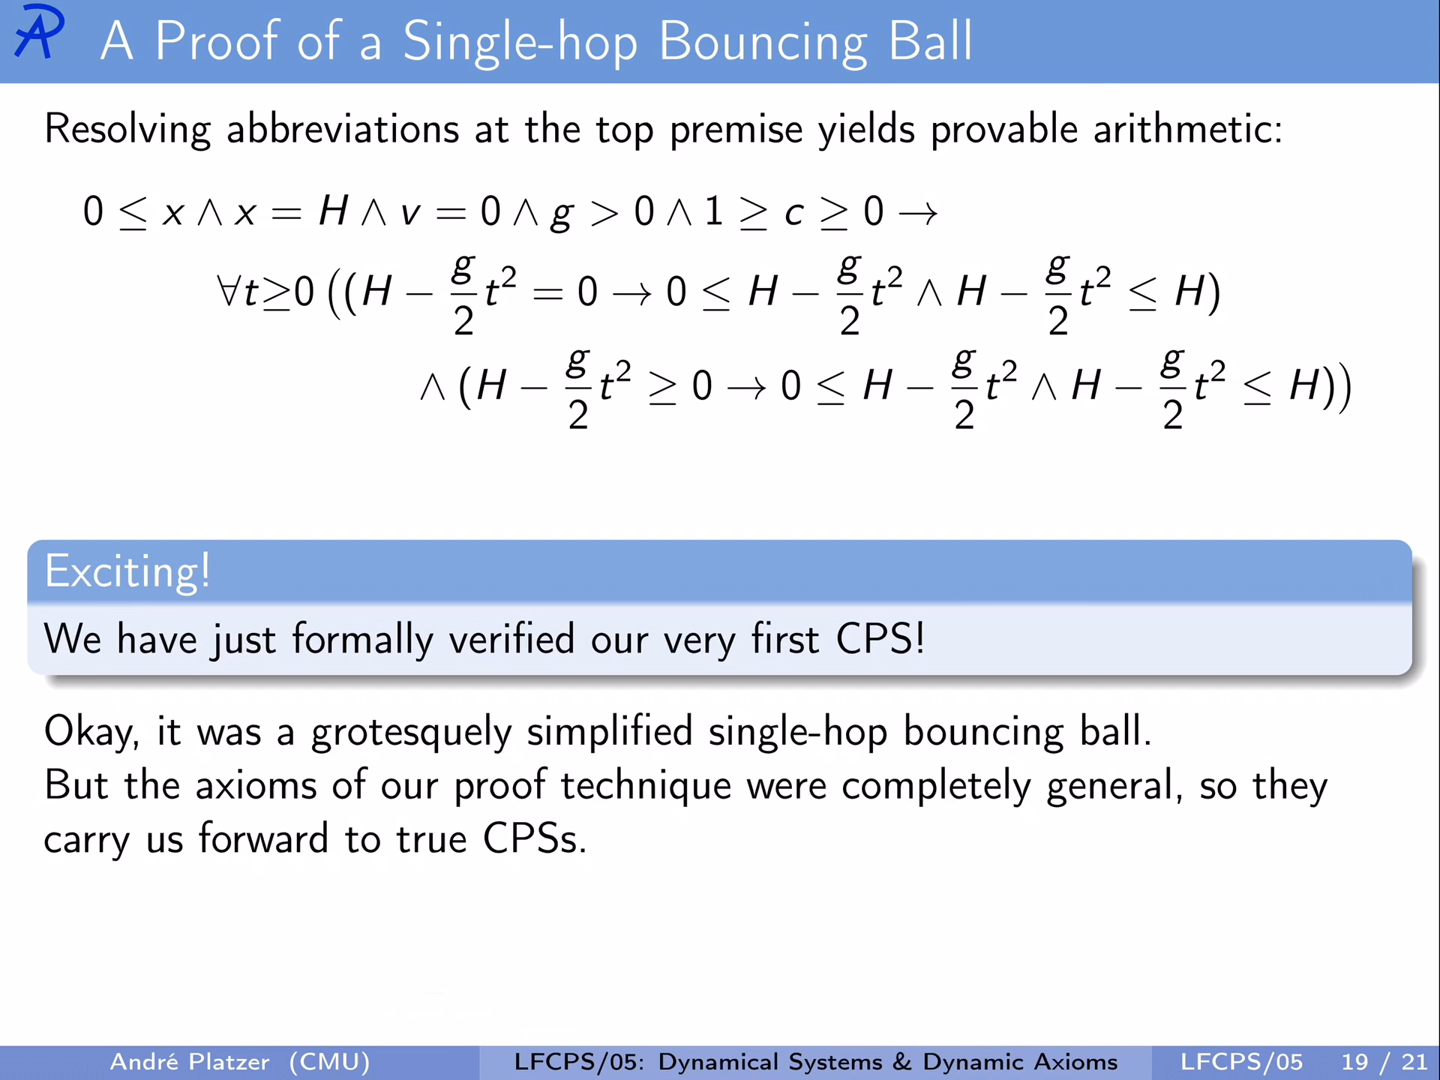 A Proof of a Single-hop Bouncing Ball
Resolving abbreviations at the top premise yields provable arithmetic:
0 ≤ x ∧ x = H ∧ v = 0 ∧ g > 0 ∧ 1 ≥ c ≥ 0 →
∀t≥0 ((H − g/2 t² = 0 → 0 ≤ H − g/2 t² ∧ H − g/2 t² ≤ H)
∧ (H − g/2 t² ≥ 0 → 0 ≤ H − g/2 t² ∧ H − g/2 t² ≤ H))
Exciting!
We have just formally verified our very first CPS!
Okay, it was a grotesquely simplified single-hop bouncing ball.
But the axioms of our proof technique were completely general, so they
carry us forward to true CPSs.
André Platzer (CMU) LFCPS/05: Dynamical Systems & Dynamic Axioms LFCPS/05 19 / 21